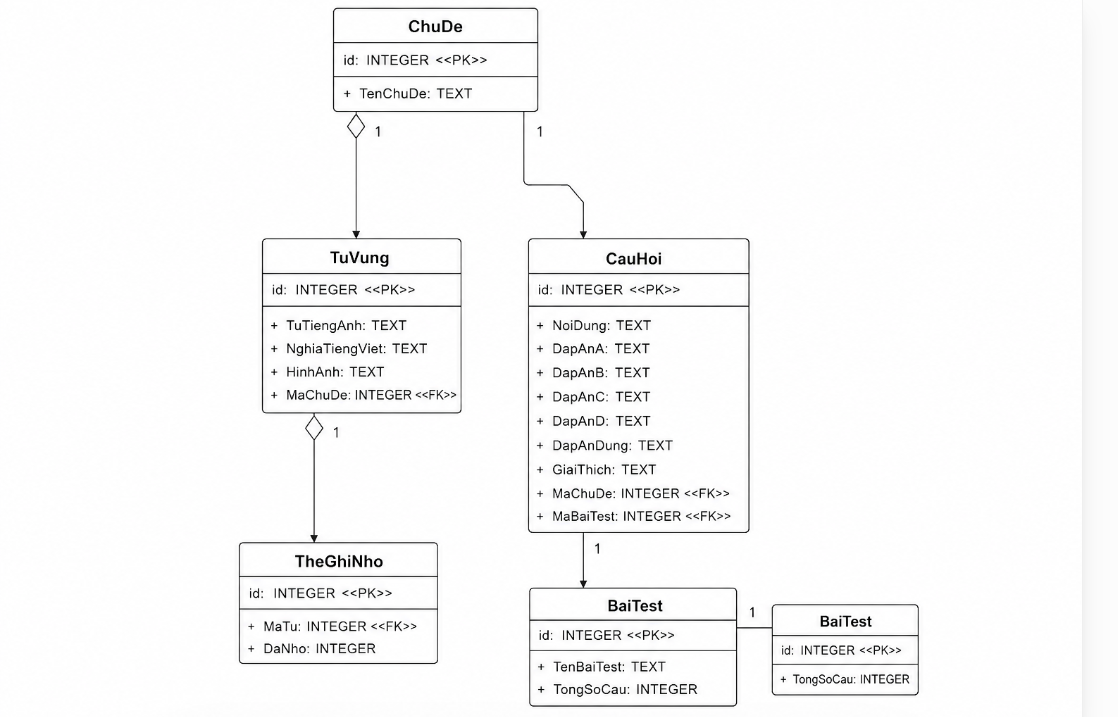 ChuDe
id: INTEGER <<PK>>
+ TenChuDe: TEXT
1
1
TuVung
id: INTEGER <<PK>>
+ TuTiengAnh: TEXT
+ NghiaTiengViet: TEXT
+ HinhAnh: TEXT
+ MaChuDe: INTEGER <<FK>>
1
CauHoi
id: INTEGER <<PK>>
+ NoiDung: TEXT
+ DapAnA: TEXT
+ DapAnB: TEXT
+ DapAnC: TEXT
+ DapAnD: TEXT
+ DapAnDung: TEXT
+ GiaiThich: TEXT
+ MaChuDe: INTEGER <<FK>>
+ MaBaiTest: INTEGER <<FK>>
1
TheGhiNho
id: INTEGER <<PK>>
+ MaTu: INTEGER <<FK>>
+ DaNho: INTEGER
BaiTest
id: INTEGER <<PK>>
+ TenBaiTest: TEXT
+ TongSoCau: INTEGER
1
BaiTest
id: INTEGER <<PK>>
+ TongSoCau: INTEGER